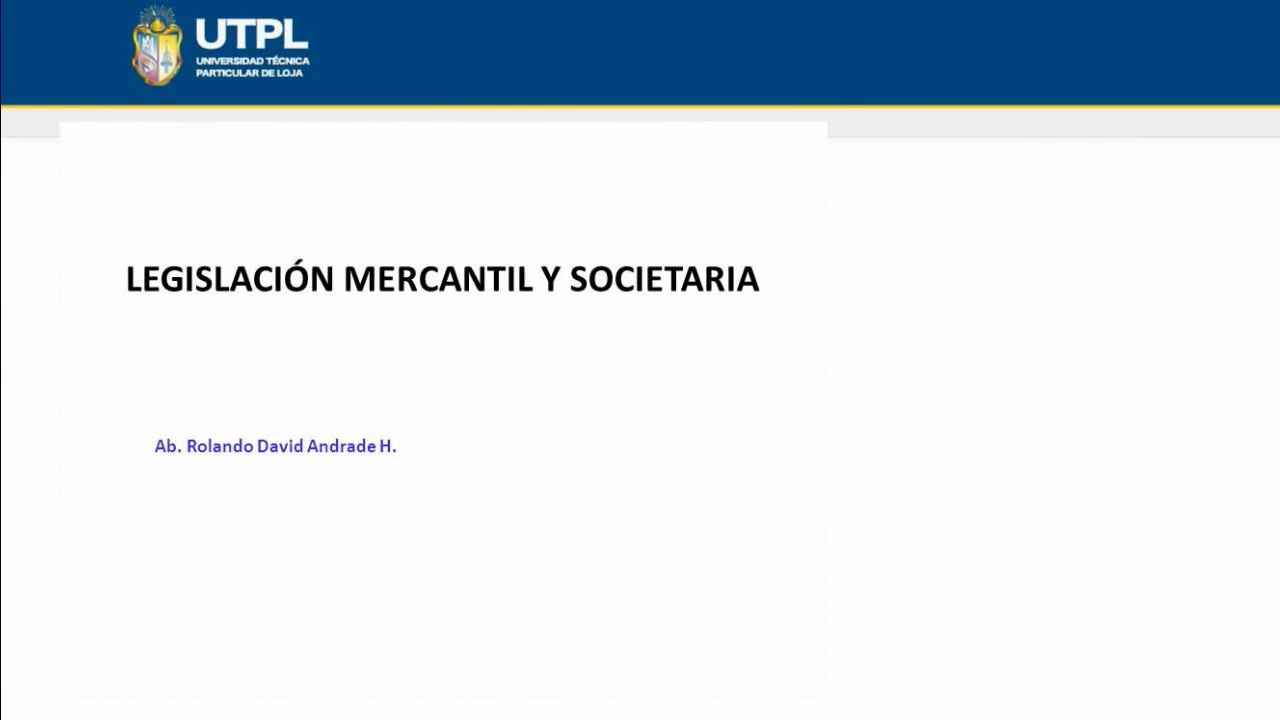 UTPL
UNIVERSIDAD TÉCNICA
PARTICULAR DE LOJA
LEGISLACIÓN MERCANTIL Y SOCIETARIA
Ab. Rolando David Andrade H.